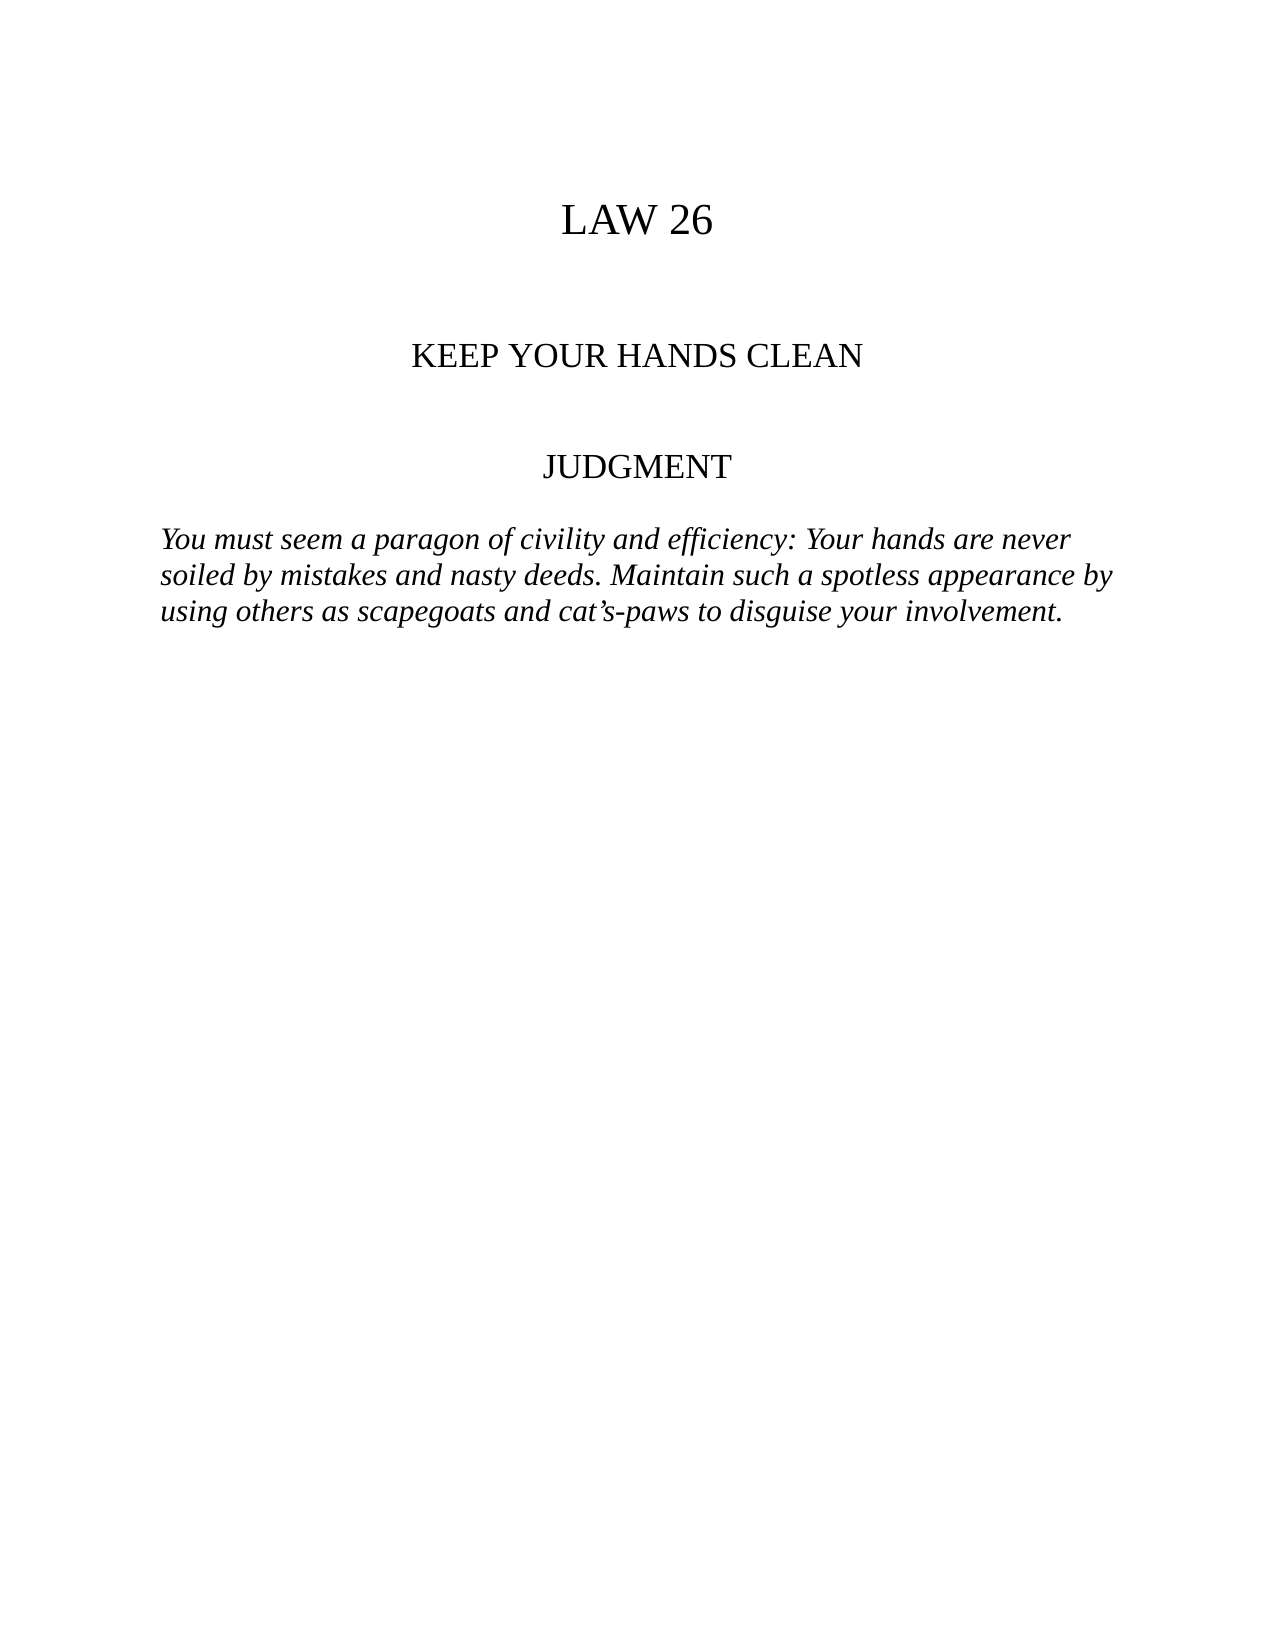 LAW 26
KEEP YOUR HANDS CLEAN
JUDGMENT
You must seem a paragon of civility and efficiency: Your hands are never
soiled by mistakes and nasty deeds. Maintain such a spotless appearance by
using others as scapegoats and cat’s-paws to disguise your involvement.